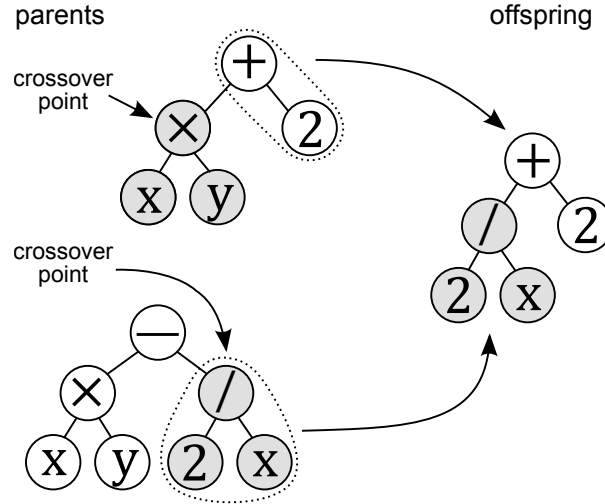 parents
offspring
+
crossover
point
×
2
x
y
+
/
2
2
x
crossover
point
—
×
/
x
y
2
x